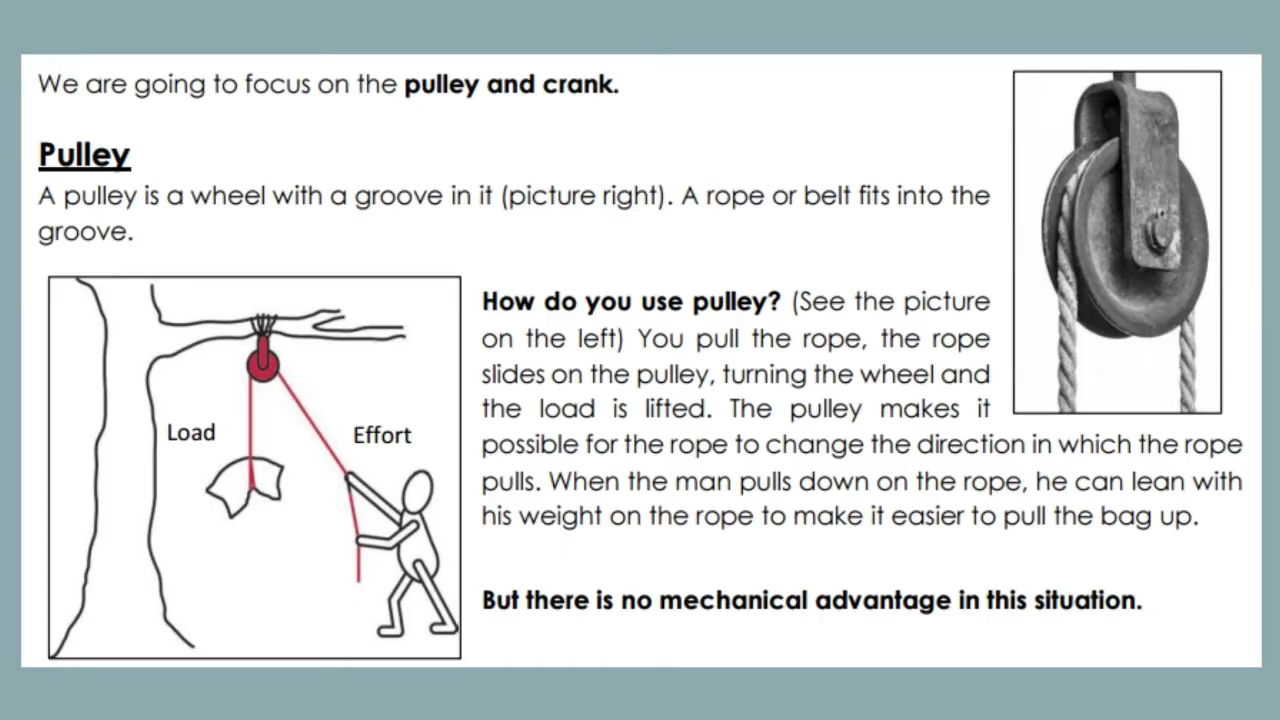 We are going to focus on the pulley and crank.
Pulley
A pulley is a wheel with a groove in it (picture right). A rope or belt fits into the
groove.
Load
Effort
How do you use pulley? (See the picture
on the left) You pull the rope, the rope
slides on the pulley, turning the wheel and
the load is lifted. The pulley makes it
possible for the rope to change the direction in which the rope
pulls. When the man pulls down on the rope, he can lean with
his weight on the rope to make it easier to pull the bag up.
But there is no mechanical advantage in this situation.